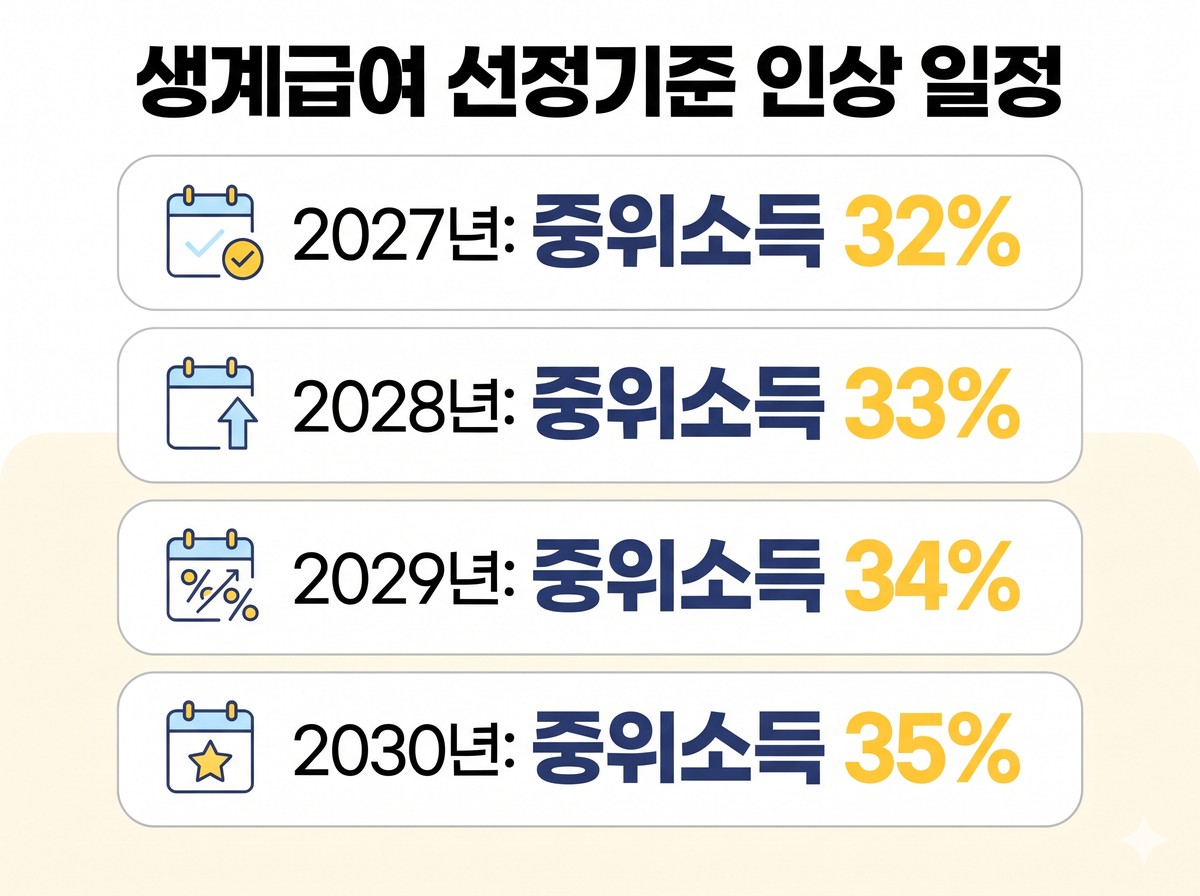 생계급여 선정기준 인상 일정
2027년: 중위소득 32%
2028년: 중위소득 33%
2029년: 중위소득 34%
2030년: 중위소득 35%